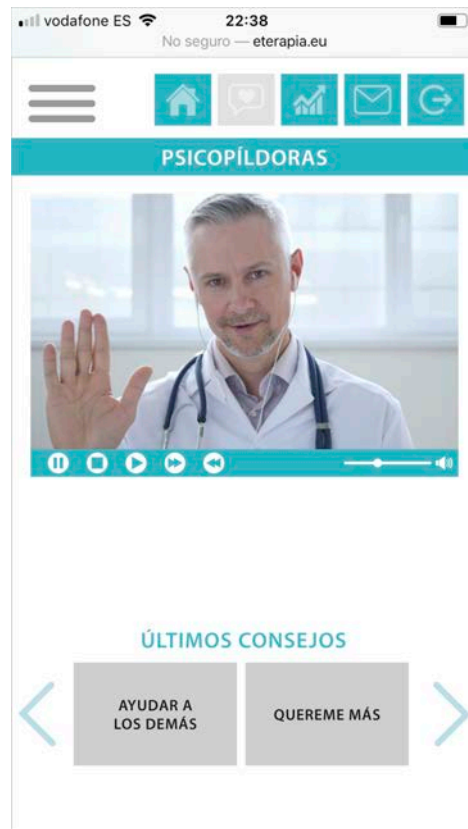 vodafone ES 22:38
No seguro — eterapia.eu
PSICOPÍLDORAS
ÚLTIMOS CONSEJOS
AYUDAR A
LOS DEMÁS
QUEREME MÁS